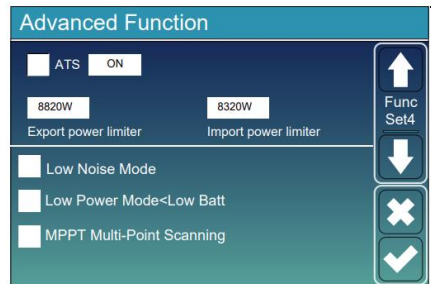 Advanced Function
ATS ON
8820W 8320W
Export power limiter Import power limiter
Func
Set4
Low Noise Mode
Low Power Mode<Low Batt
MPPT Multi-Point Scanning